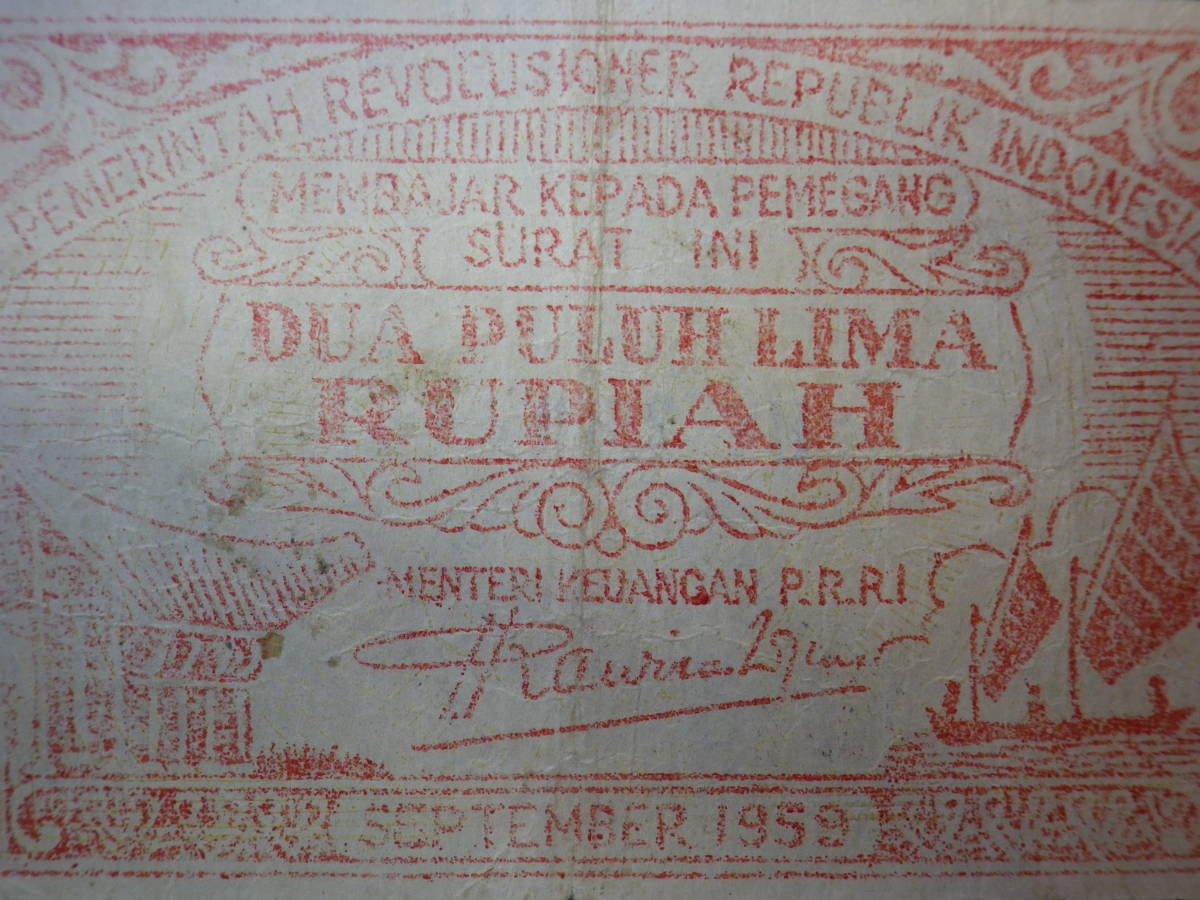 PEMERINTAH REVOLUSIONER REPUBLIK INDONESIA
MEMBAJAR KEPADA PEMEGANG
SURAT INI
DUA PULUH LIMA
RUPIAH
MENTERI KEUANGAN P.R.R.I
SEPTEMBER 1959